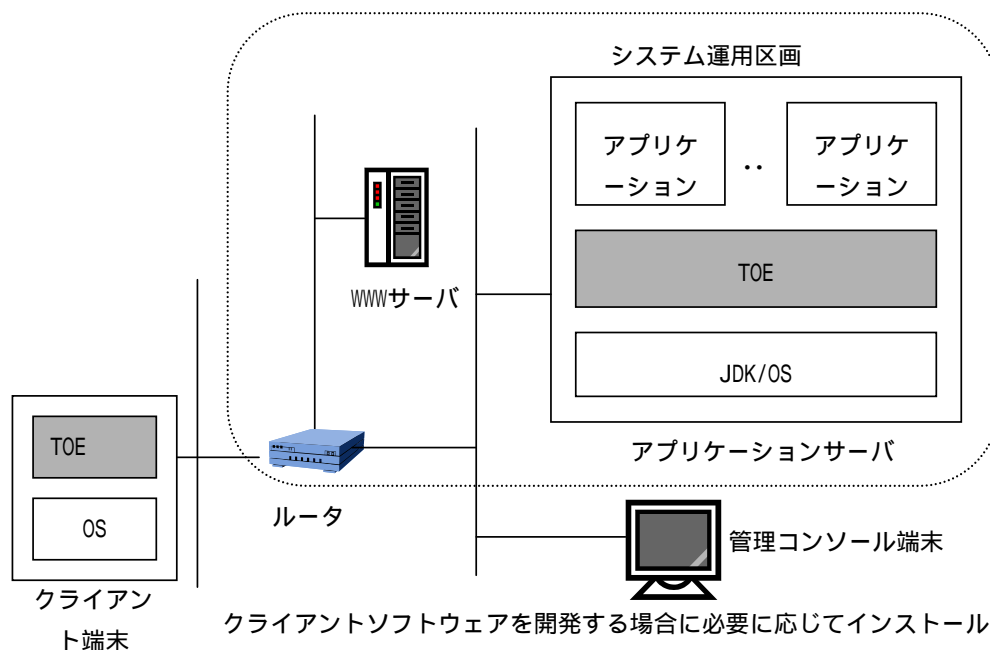 システム運用区画
アプリケ
ーション
‥
アプリケ
ーション
TOE
WWWサーバ
JDK/OS
アプリケーションサーバ
TOE
OS
ルータ
クライアン
ト端末
管理コンソール端末
クライアントソフトウェアを開発する場合に必要に応じてインストール